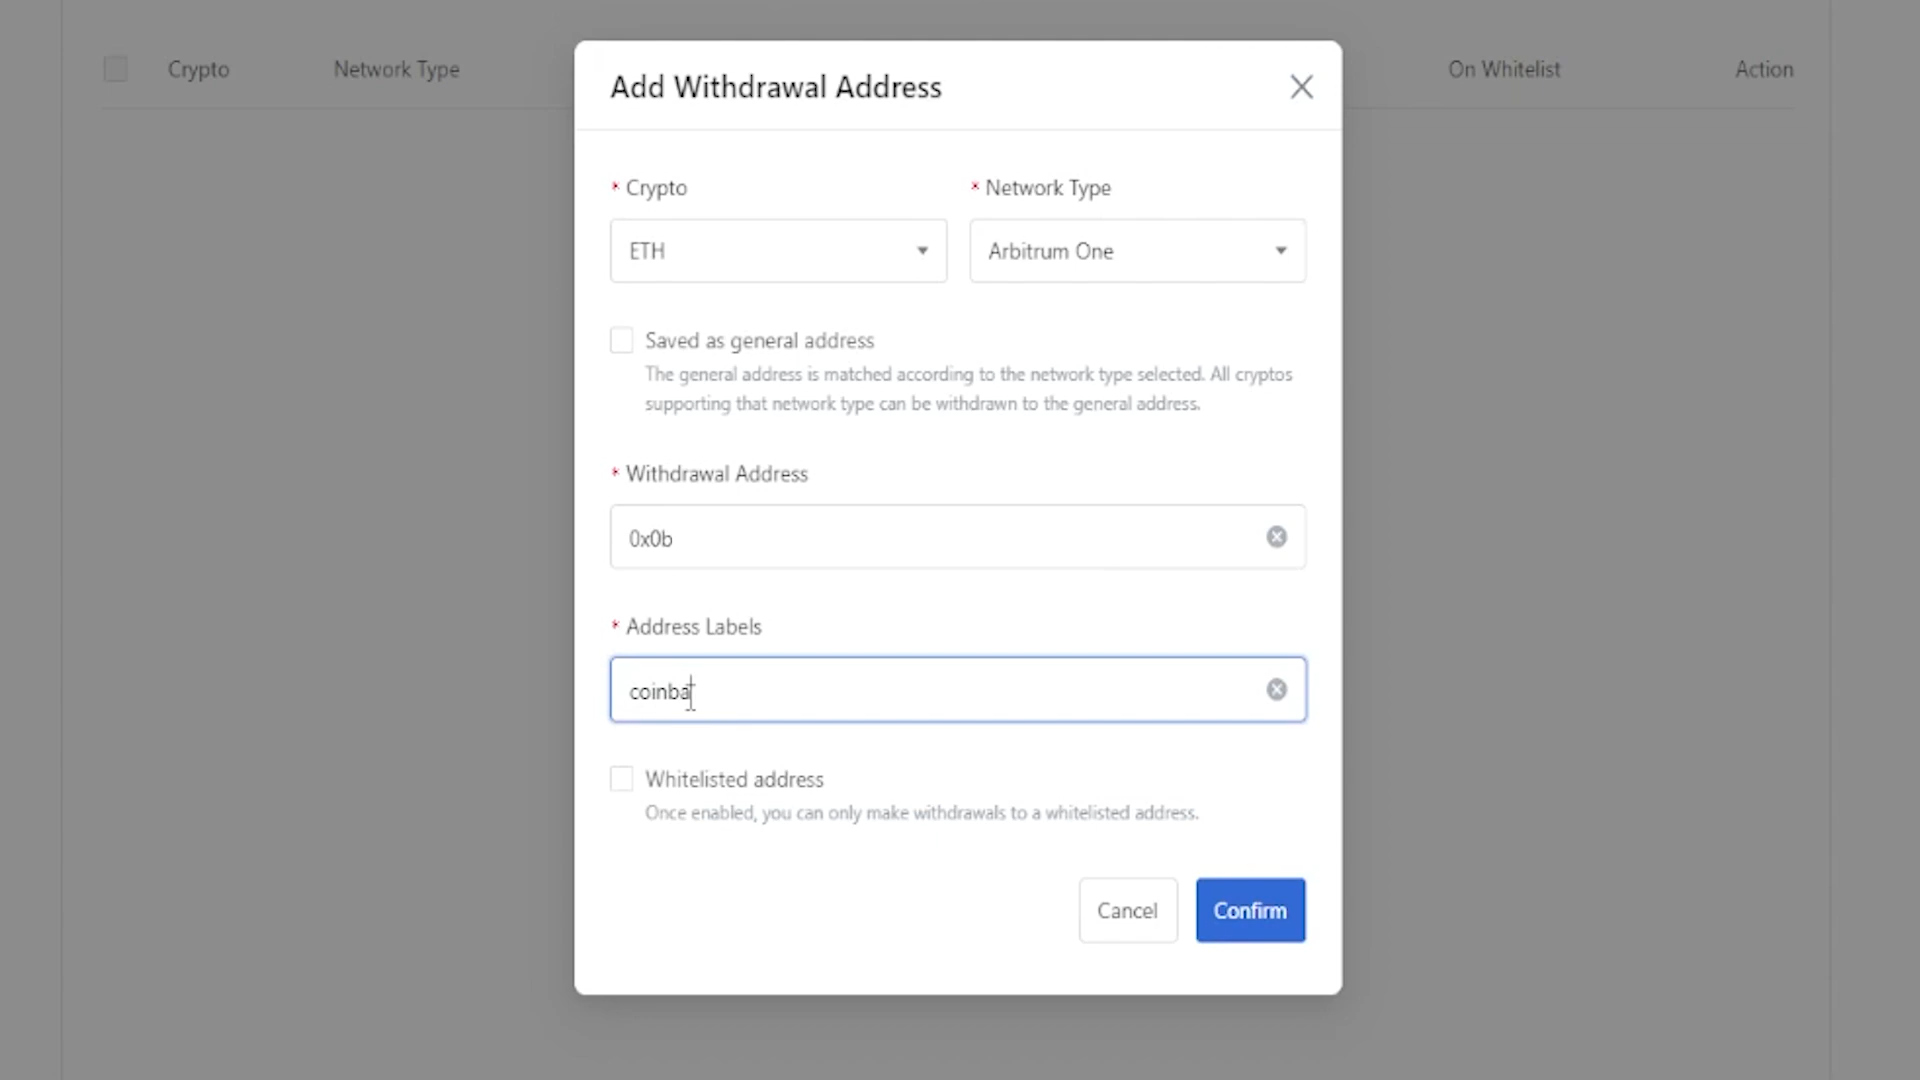 Crypto Network Type On Whitelist Action
Add Withdrawal Address
* Crypto * Network Type
ETH Arbitrum One
Saved as general address
The general address is matched according to the network type selected. All cryptos
supporting that network type can be withdrawn to the general address.
* Withdrawal Address
0x0b
* Address Labels
coinba
Whitelisted address
Once enabled, you can only make withdrawals to a whitelisted address.
Cancel Confirm